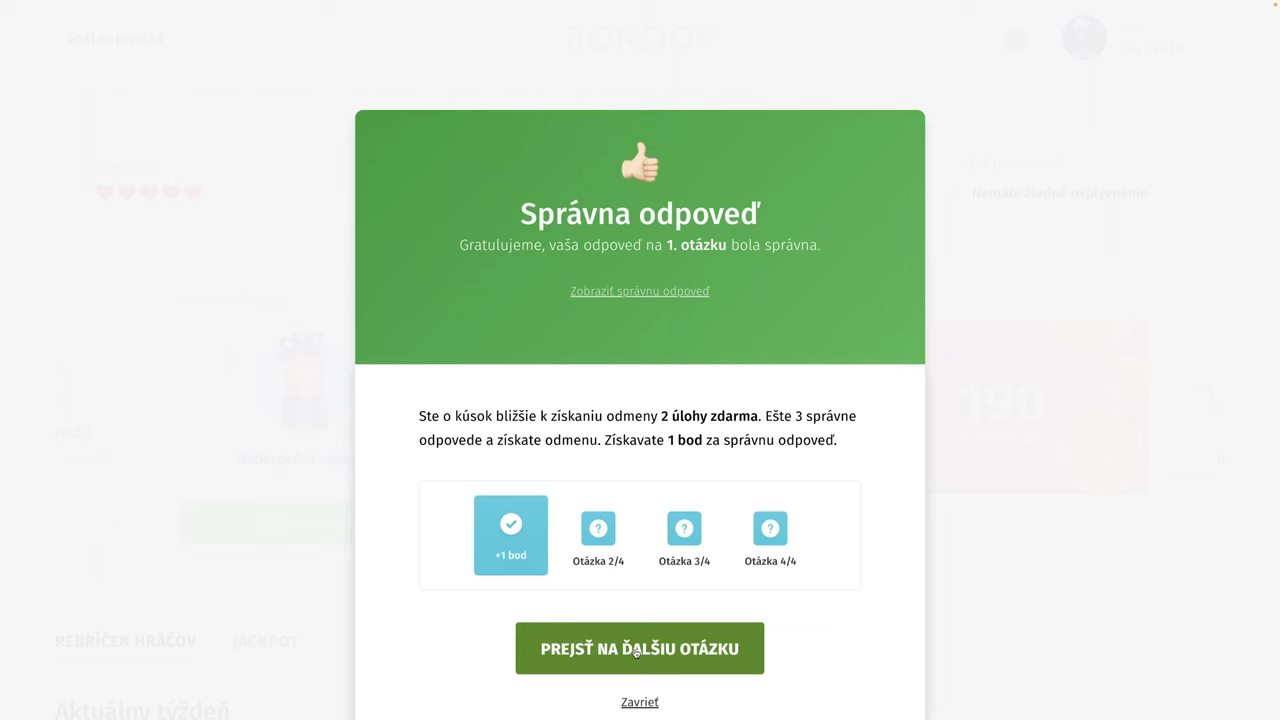 Späť na prehľad
RONDO
Nemáte žiadne ovplyvnenie
Správna odpoveď
Gratulujeme, vaša odpoveď na 1. otázku bola správna.
Zobraziť správnu odpoveď
Ste o kúsok bližšie k získaniu odmeny 2 úlohy zdarma. Ešte 3 správne
odpovede a získate odmenu. Získavate 1 bod za správnu odpoveď.
190
+1 bod
Otázka 2/4
Otázka 3/4
Otázka 4/4
PREJSŤ NA ĎALŠIU OTÁZKU
REBRÍČEK HRÁČOV
JACKPOT
Zavrieť
Aktuálny týždeň